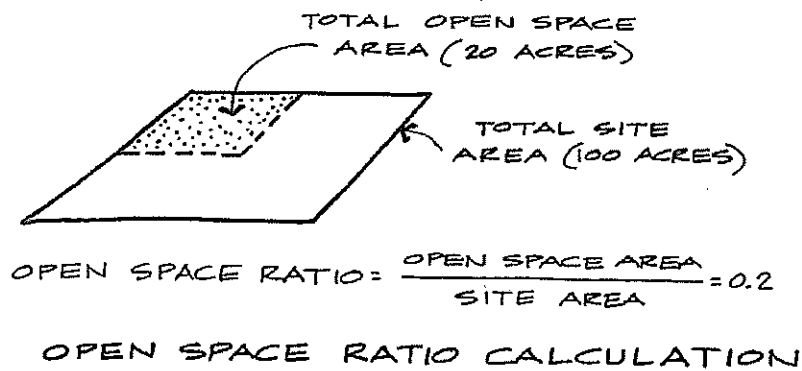 TOTAL OPEN SPACE
AREA (20 ACRES)
TOTAL SITE
AREA (100 ACRES)
OPEN SPACE RATIO = OPEN SPACE AREA / SITE AREA = 0.2
OPEN SPACE RATIO CALCULATION